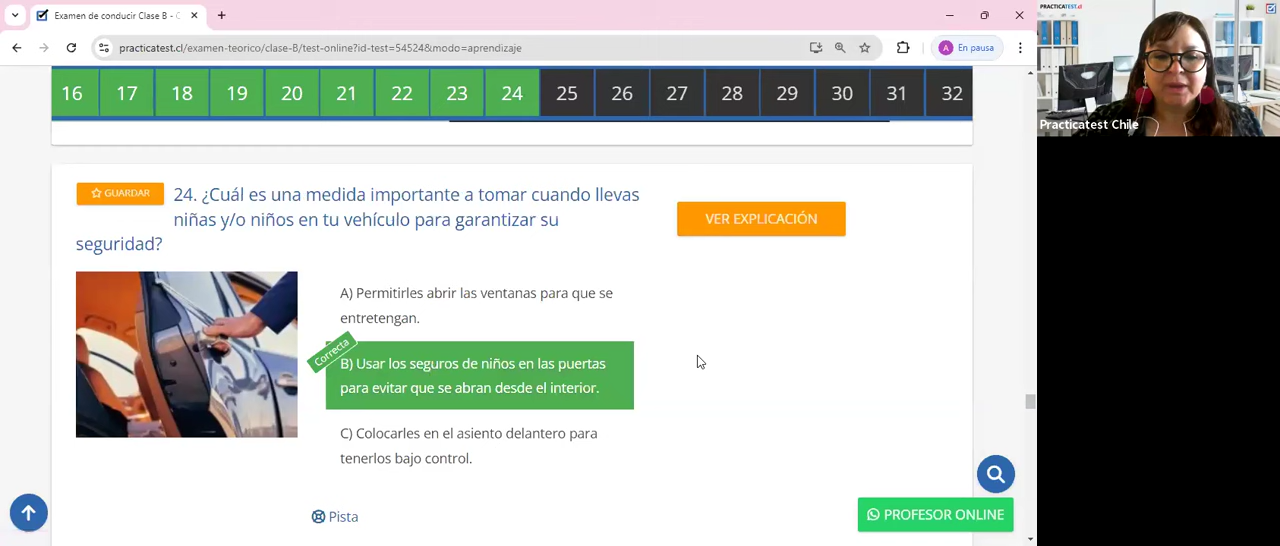 Examen de conducir Clase B - C
practicatest.cl/examen-teorico/clase-B/test-online?id-test=54524&modo=aprendizaje
A
En pausa
16 17 18 19 20 21 22 23 24 25 26 27 28 29 30 31 32
GUARDAR
24. ¿Cuál es una medida importante a tomar cuando llevas
niñas y/o niños en tu vehículo para garantizar su
seguridad?
VER EXPLICACIÓN
A) Permitirles abrir las ventanas para que se
entretengan.
Correcta
B) Usar los seguros de niños en las puertas
para evitar que se abran desde el interior.
C) Colocarles en el asiento delantero para
tenerlos bajo control.
Pista
PROFESOR ONLINE
PRACTICATEST.cl
Practicatest Chile